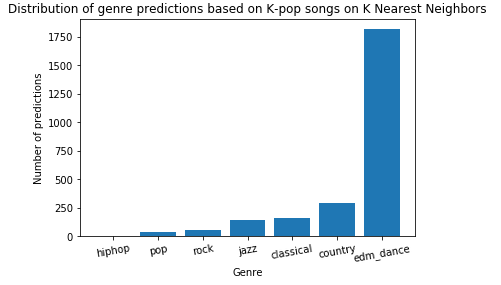 Distribution of genre predictions based on K-pop songs on K Nearest Neighbors
Number of predictions
1750
1500
1250
1000
750
500
250
0
hiphop pop rock jazz classical country edm_dance
Genre